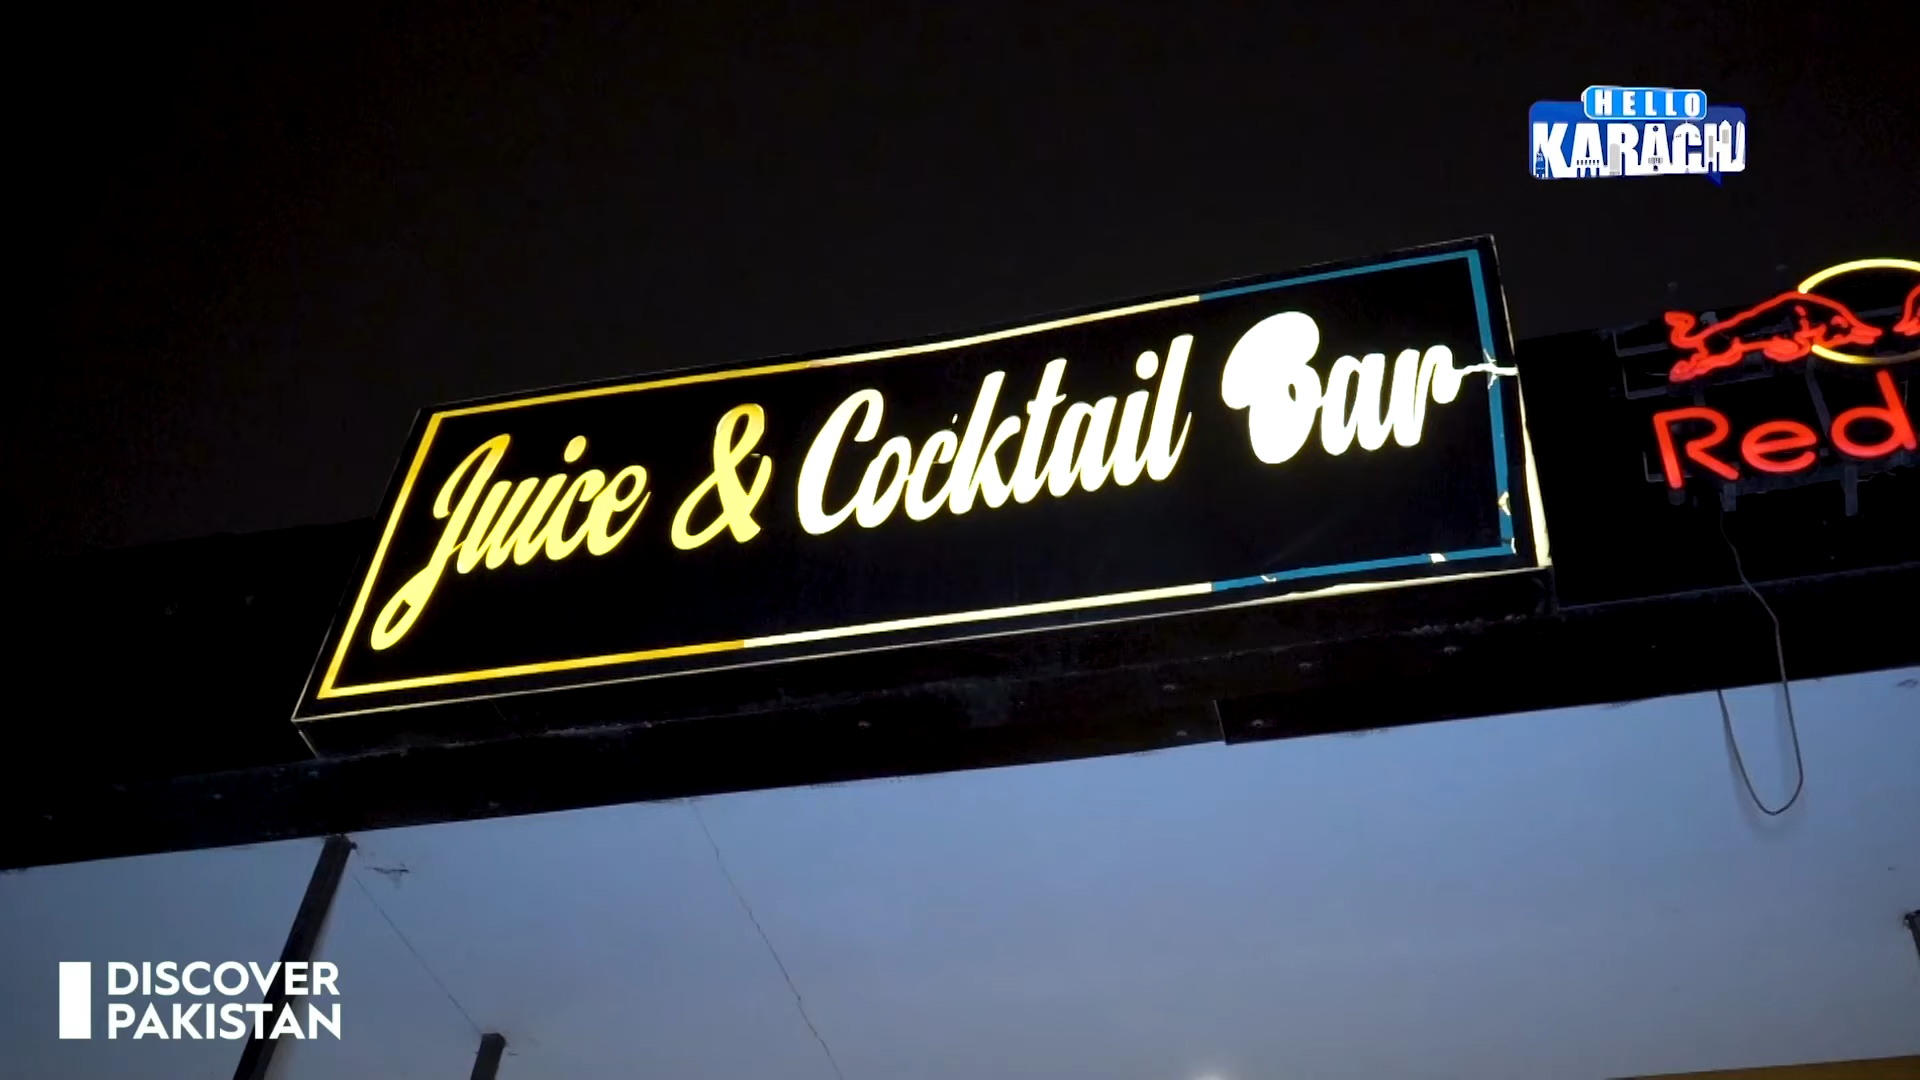 HELLO
KARACHI
Juice & Cocktail Bar
Red
DISCOVER
PAKISTAN